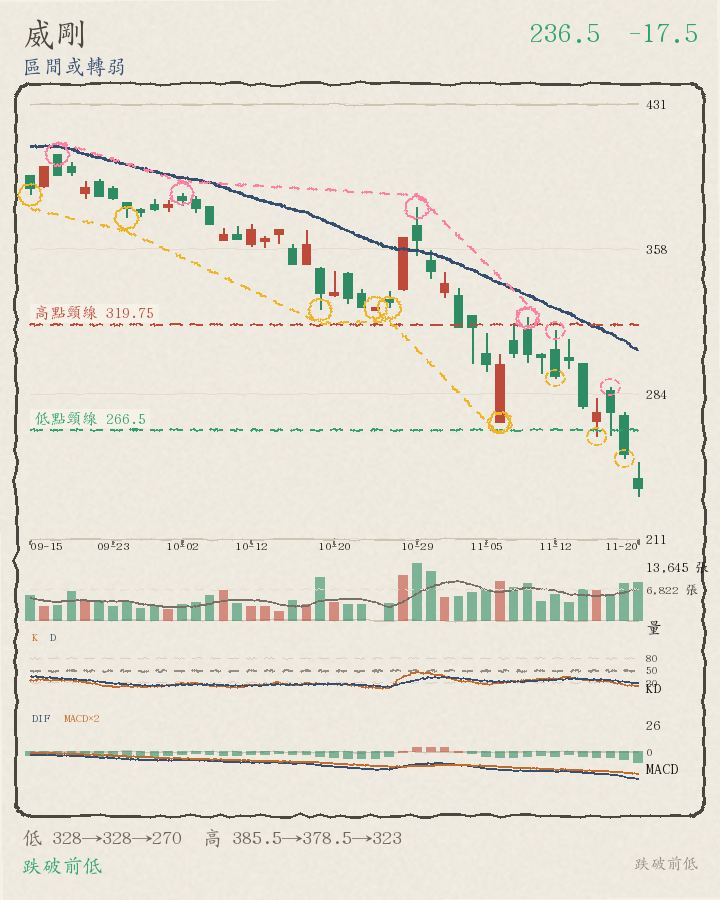 威剛 236.5 -17.5
區間或轉弱
431
358
高點頸線 319.75
284
低點頸線 266.5
211
09-15 09-23 10-02 10-12 10-20 10-29 11-05 11-12 11-20
13,645 張
6,822 張
量
K D
80
50
20
KD
DIF MACD×2
26
0
MACD
低 328→328→270 高 385.5→378.5→323
跌破前低 跌破前低